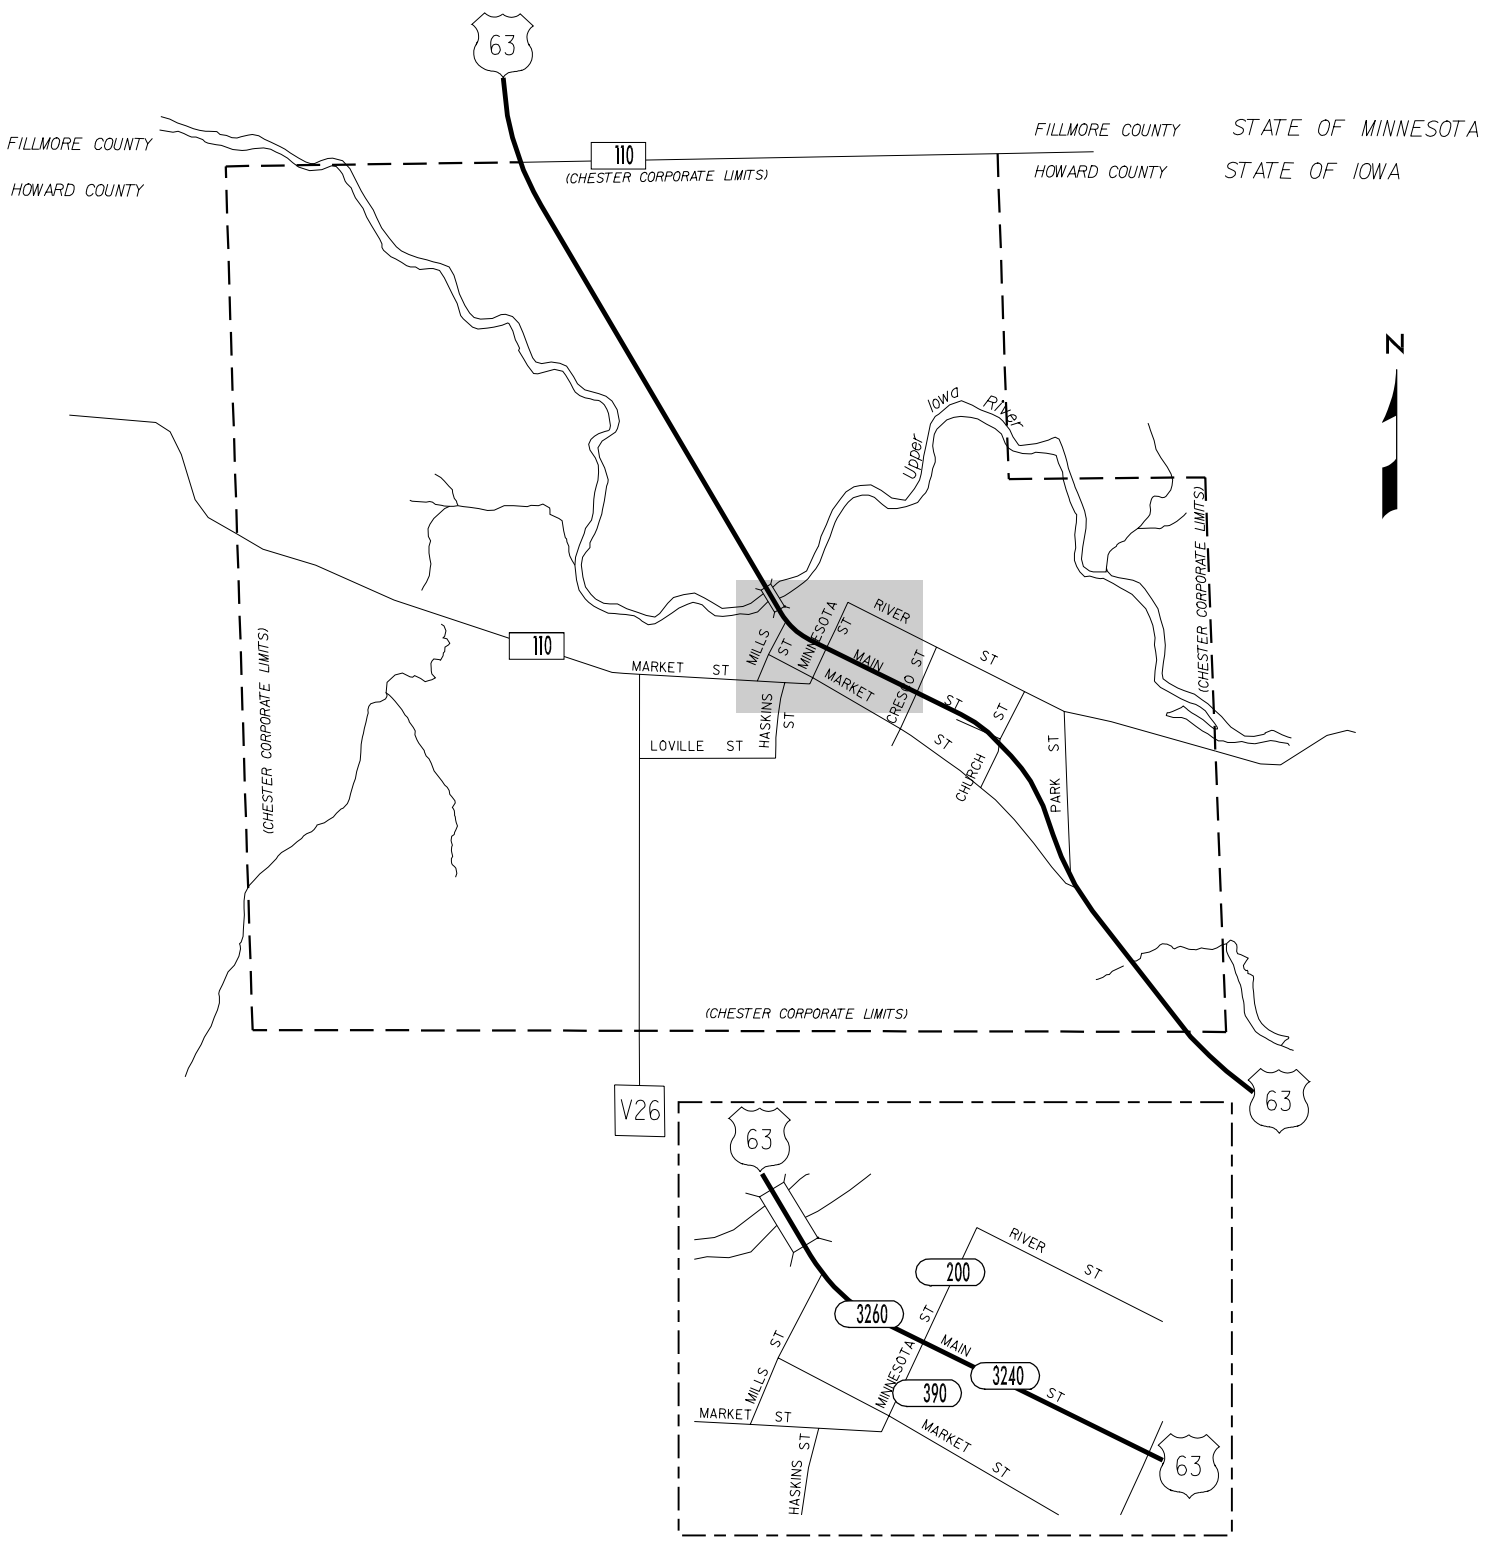 63
FILLMORE COUNTY
HOWARD COUNTY
110
(CHESTER CORPORATE LIMITS)
FILLMORE COUNTY
STATE OF MINNESOTA
HOWARD COUNTY
STATE OF IOWA
N
Upper Iowa River
(CHESTER CORPORATE LIMITS)
(CHESTER CORPORATE LIMITS)
110
MARKET ST
MILLS ST
MINNESOTA ST
RIVER ST
MAIN ST
MARKET ST
CRESCO ST
HASKINS ST
LOVILLE ST
CHURCH ST
PARK ST
(CHESTER CORPORATE LIMITS)
V26
63
63
RIVER ST
200
3260
MINNESOTA ST
MAIN ST
3240
390
MILLS ST
MARKET ST
MARKET ST
HASKINS ST
63